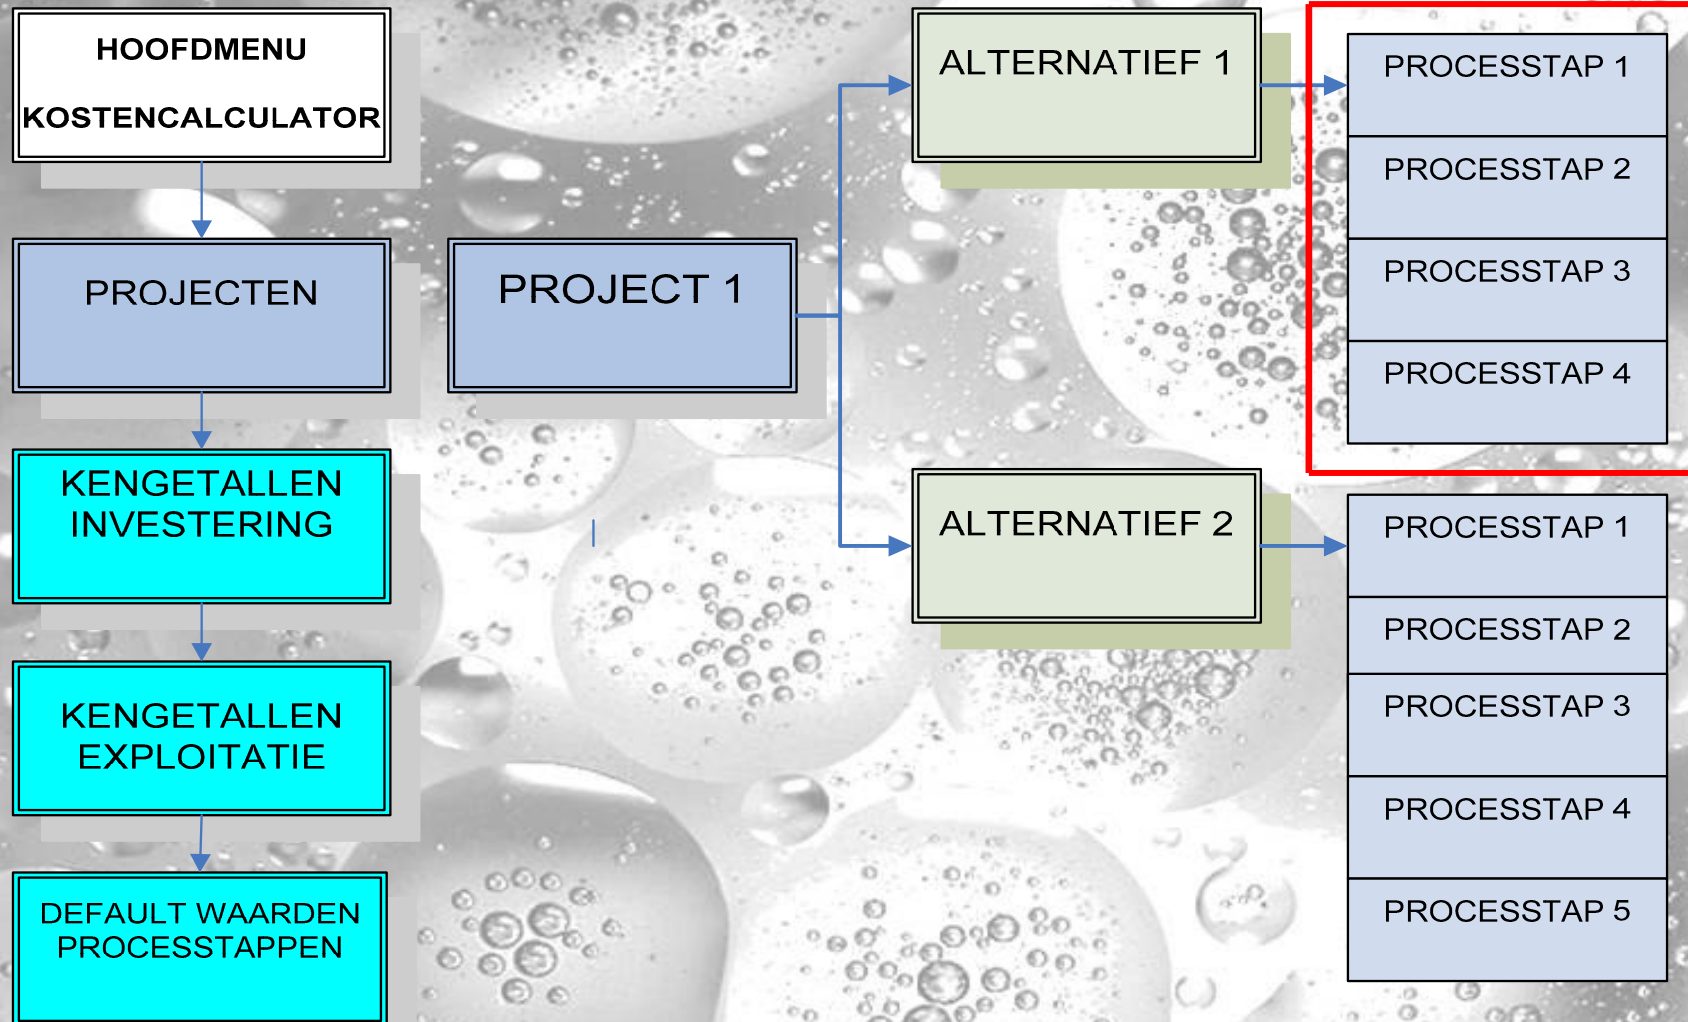 HOOFDMENU
KOSTENCALCULATOR
PROJECTEN
KENGETALLEN
INVESTERING
KENGETALLEN
EXPLOITATIE
DEFAULT WAARDEN
PROCESSTAPPEN
PROJECT 1
ALTERNATIEF 1
PROCESSTAP 1
PROCESSTAP 2
PROCESSTAP 3
PROCESSTAP 4
ALTERNATIEF 2
PROCESSTAP 1
PROCESSTAP 2
PROCESSTAP 3
PROCESSTAP 4
PROCESSTAP 5